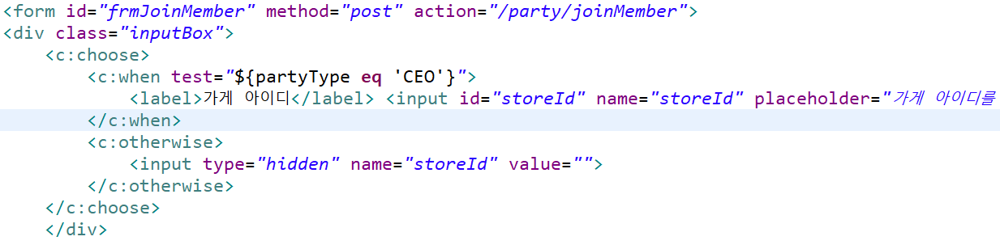 <form id="frmJoinMember" method="post" action="/party/joinMember">
<div class="inputBox">
<c:choose>
<c:when test="${partyType eq 'CEO'}">
<label>가게 아이디</label> <input id="storeId" name="storeId" placeholder="가게 아이디를
</c:when>
<c:otherwise>
<input type="hidden" name="storeId" value="">
</c:otherwise>
</c:choose>
</div>